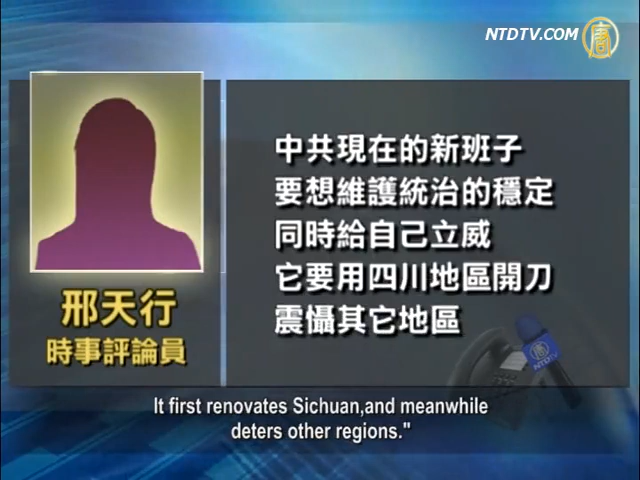 NTDTV.COM
中共現在的新班子
要想維護統治的穩定
同時給自己立威
它要用四川地區開刀
震懾其它地區
邢天行
時事評論員
NTDTV
It first renovates Sichuan,and meanwhile
deters other regions."